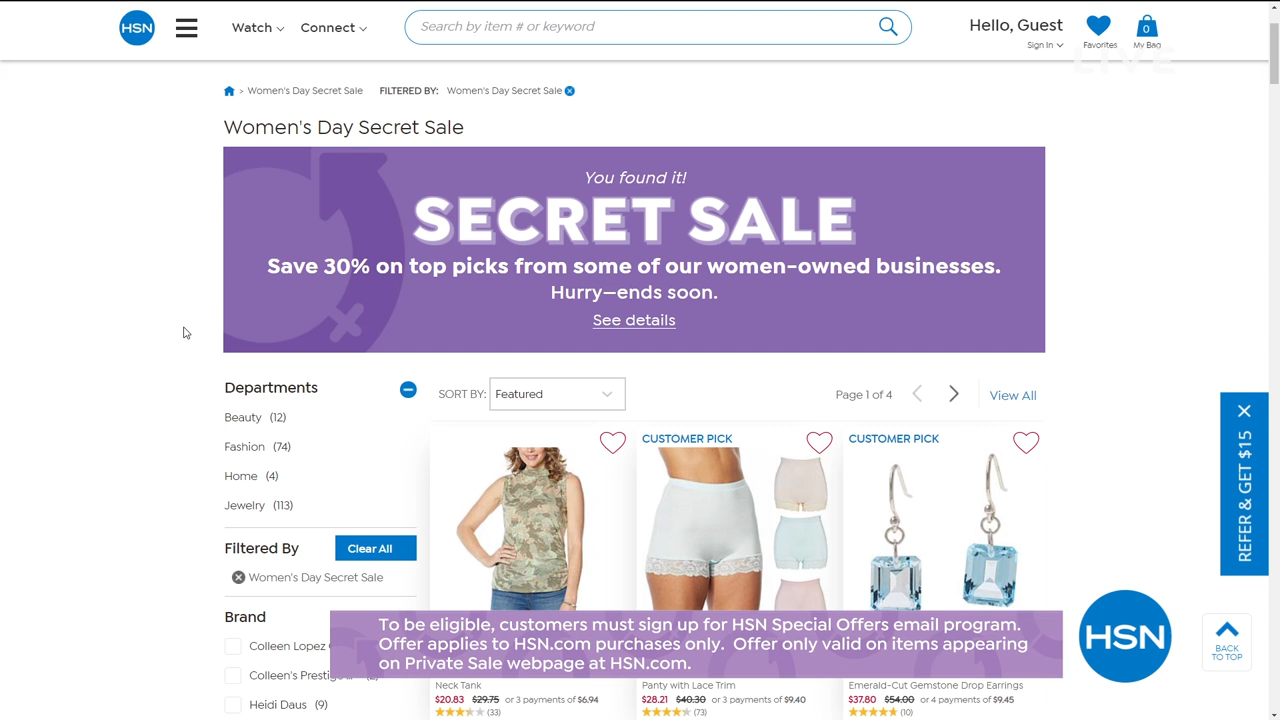 HSN
Watch
Connect
Search by item # or keyword
Hello, Guest
Sign In
Favorites
0
My Bag
LIVE
> Women's Day Secret Sale
FILTERED BY: Women's Day Secret Sale
Women's Day Secret Sale
You found it!
SECRET SALE
Save 30% on top picks from some of our women-owned businesses.
Hurry—ends soon.
See details
Departments
Beauty (12)
Fashion (74)
Home (4)
Jewelry (113)
Filtered By
Clear All
Women's Day Secret Sale
Brand
Colleen Lopez
Colleen's Prestig...
Heidi Daus (9)
SORT BY: Featured
Page 1 of 4
View All
CUSTOMER PICK
CUSTOMER PICK
To be eligible, customers must sign up for HSN Special Offers email program.
Offer applies to HSN.com purchases only. Offer only valid on items appearing
on Private Sale webpage at HSN.com.
Neck Tank
$20.83 $29.75 or 3 payments of $6.94
(33)
Panty with Lace Trim
$28.21 $40.30 or 3 payments of $9.40
(73)
Emerald-Cut Gemstone Drop Earrings
$37.80 $54.00 or 4 payments of $9.45
(10)
REFER & GET $15
HSN
BACK
TO TOP